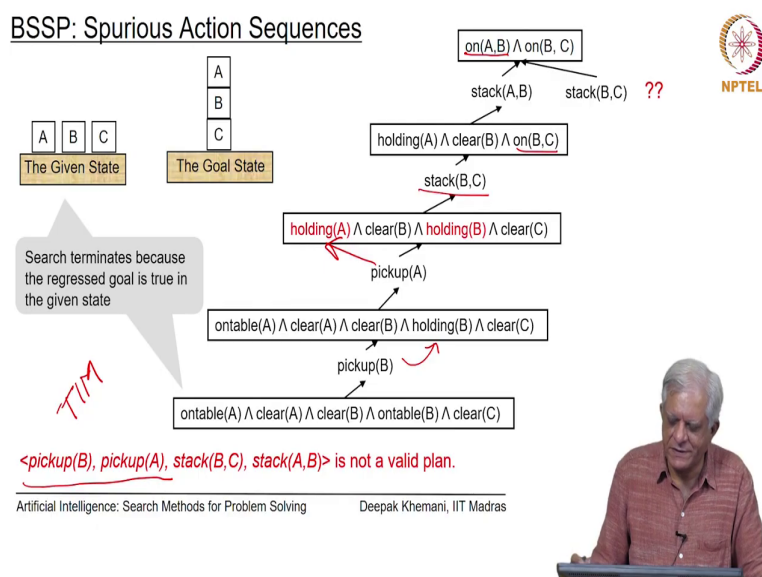 BSSP: Spurious Action Sequences
NPTEL
A
B
C
The Goal State
A B C
The Given State
Search terminates because
the regressed goal is true in
the given state
on(A,B) Λ on(B, C)
stack(A,B) stack(B,C) ??
holding(A) Λ clear(B) Λ on(B,C)
stack(B,C)
holding(A) Λ clear(B) Λ holding(B) Λ clear(C)
pickup(A)
ontable(A) Λ clear(A) Λ clear(B) Λ holding(B) Λ clear(C)
pickup(B)
ontable(A) Λ clear(A) Λ clear(B) Λ ontable(B) Λ clear(C)
TIM
<pickup(B), pickup(A), stack(B,C), stack(A,B)> is not a valid plan.
Artificial Intelligence: Search Methods for Problem Solving Deepak Khemani, IIT Madras